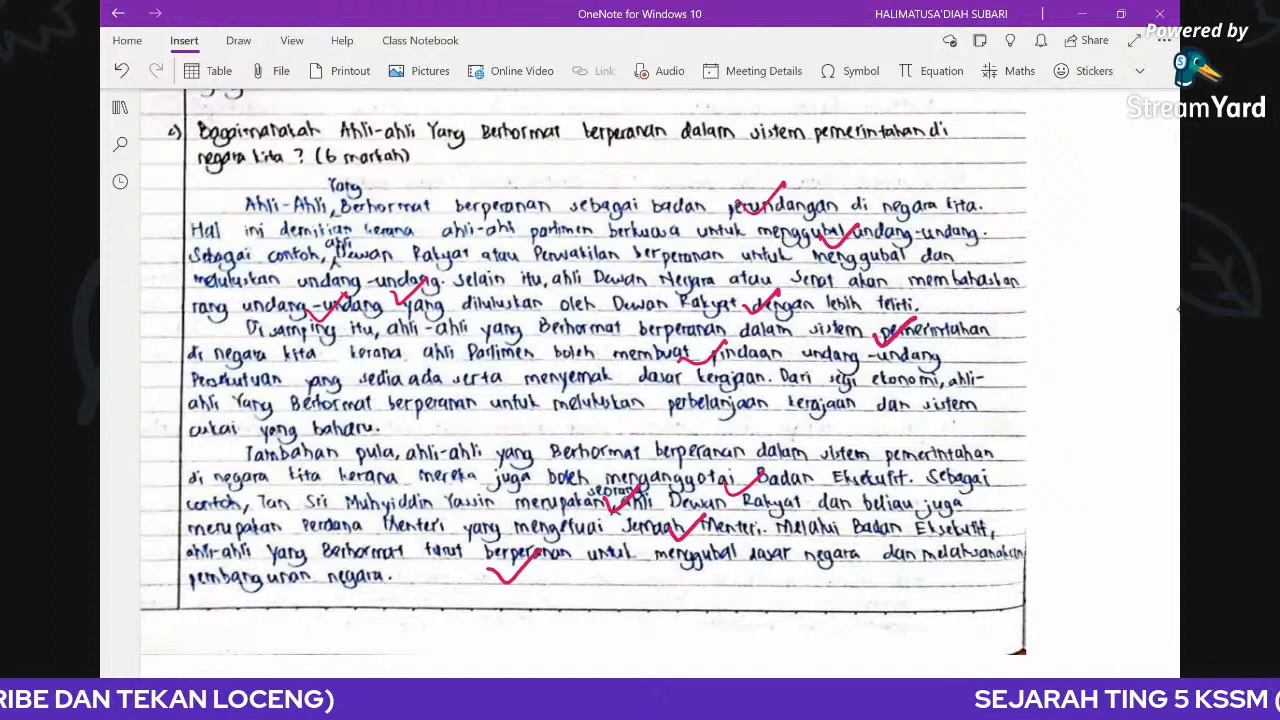 OneNote for Windows 10
HALIMATUSA'DIAH SUBARI
Powered by
StreamYard
Home Insert Draw View Help Class Notebook Share
Table File Printout Pictures Online Video Link Audio Meeting Details Symbol Equation Maths Stickers
c) Bagaimanakah Ahli-ahli Yang Berhormat berperanan dalam sistem pemerintahan di
negara kita ? (6 markah)
Yang
Ahli-Ahli, Berhormat berperanan sebagai badan perundangan di negara kita.
Hal ini demikian kerana ahli-ahli parlimen berkuasa untuk menggubal undang-undang.
Sebagai contoh, ahli Dewan Rakyat atau Perwakilan berperanan untuk menggubal dan
meluluskan undang-undang. Selain itu, ahli Dewan Negara atau Senat akan membahaskan
rang undang-undang yang diluluskan oleh Dewan Rakyat dengan lebih teliti.
Di samping itu, ahli-ahli yang Berhormat berperanan dalam sistem pemerintahan
di negara kita kerana ahli Parlimen boleh membuat pindaan undang-undang
Persekutuan yang sedia ada serta menyemak dasar kerajaan. Dari segi ekonomi, ahli-
ahli Yang Berhormat berperanan untuk meluluskan perbelanjaan kerajaan dan sistem
cukai yang baharu.
Tambahan pula, ahli-ahli yang Berhormat berperanan dalam sistem pemerintahan
di negara kita kerana mereka juga boleh menganggotai Badan Eksekutif. Sebagai
contoh, Tan Sri Muhyiddin Yassin merupakan seorang ahli Dewan Rakyat dan beliau juga
merupakan Perdana Menteri yang mengetuai Jemaah Menteri. Melalui Badan Eksekutif,
ahli-ahli yang Berhormat turut berperanan untuk menggubal dasar negara dan melaksanakan
pembangunan negara.
RIBE DAN TEKAN LOCENG)
SEJARAH TING 5 KSSM (